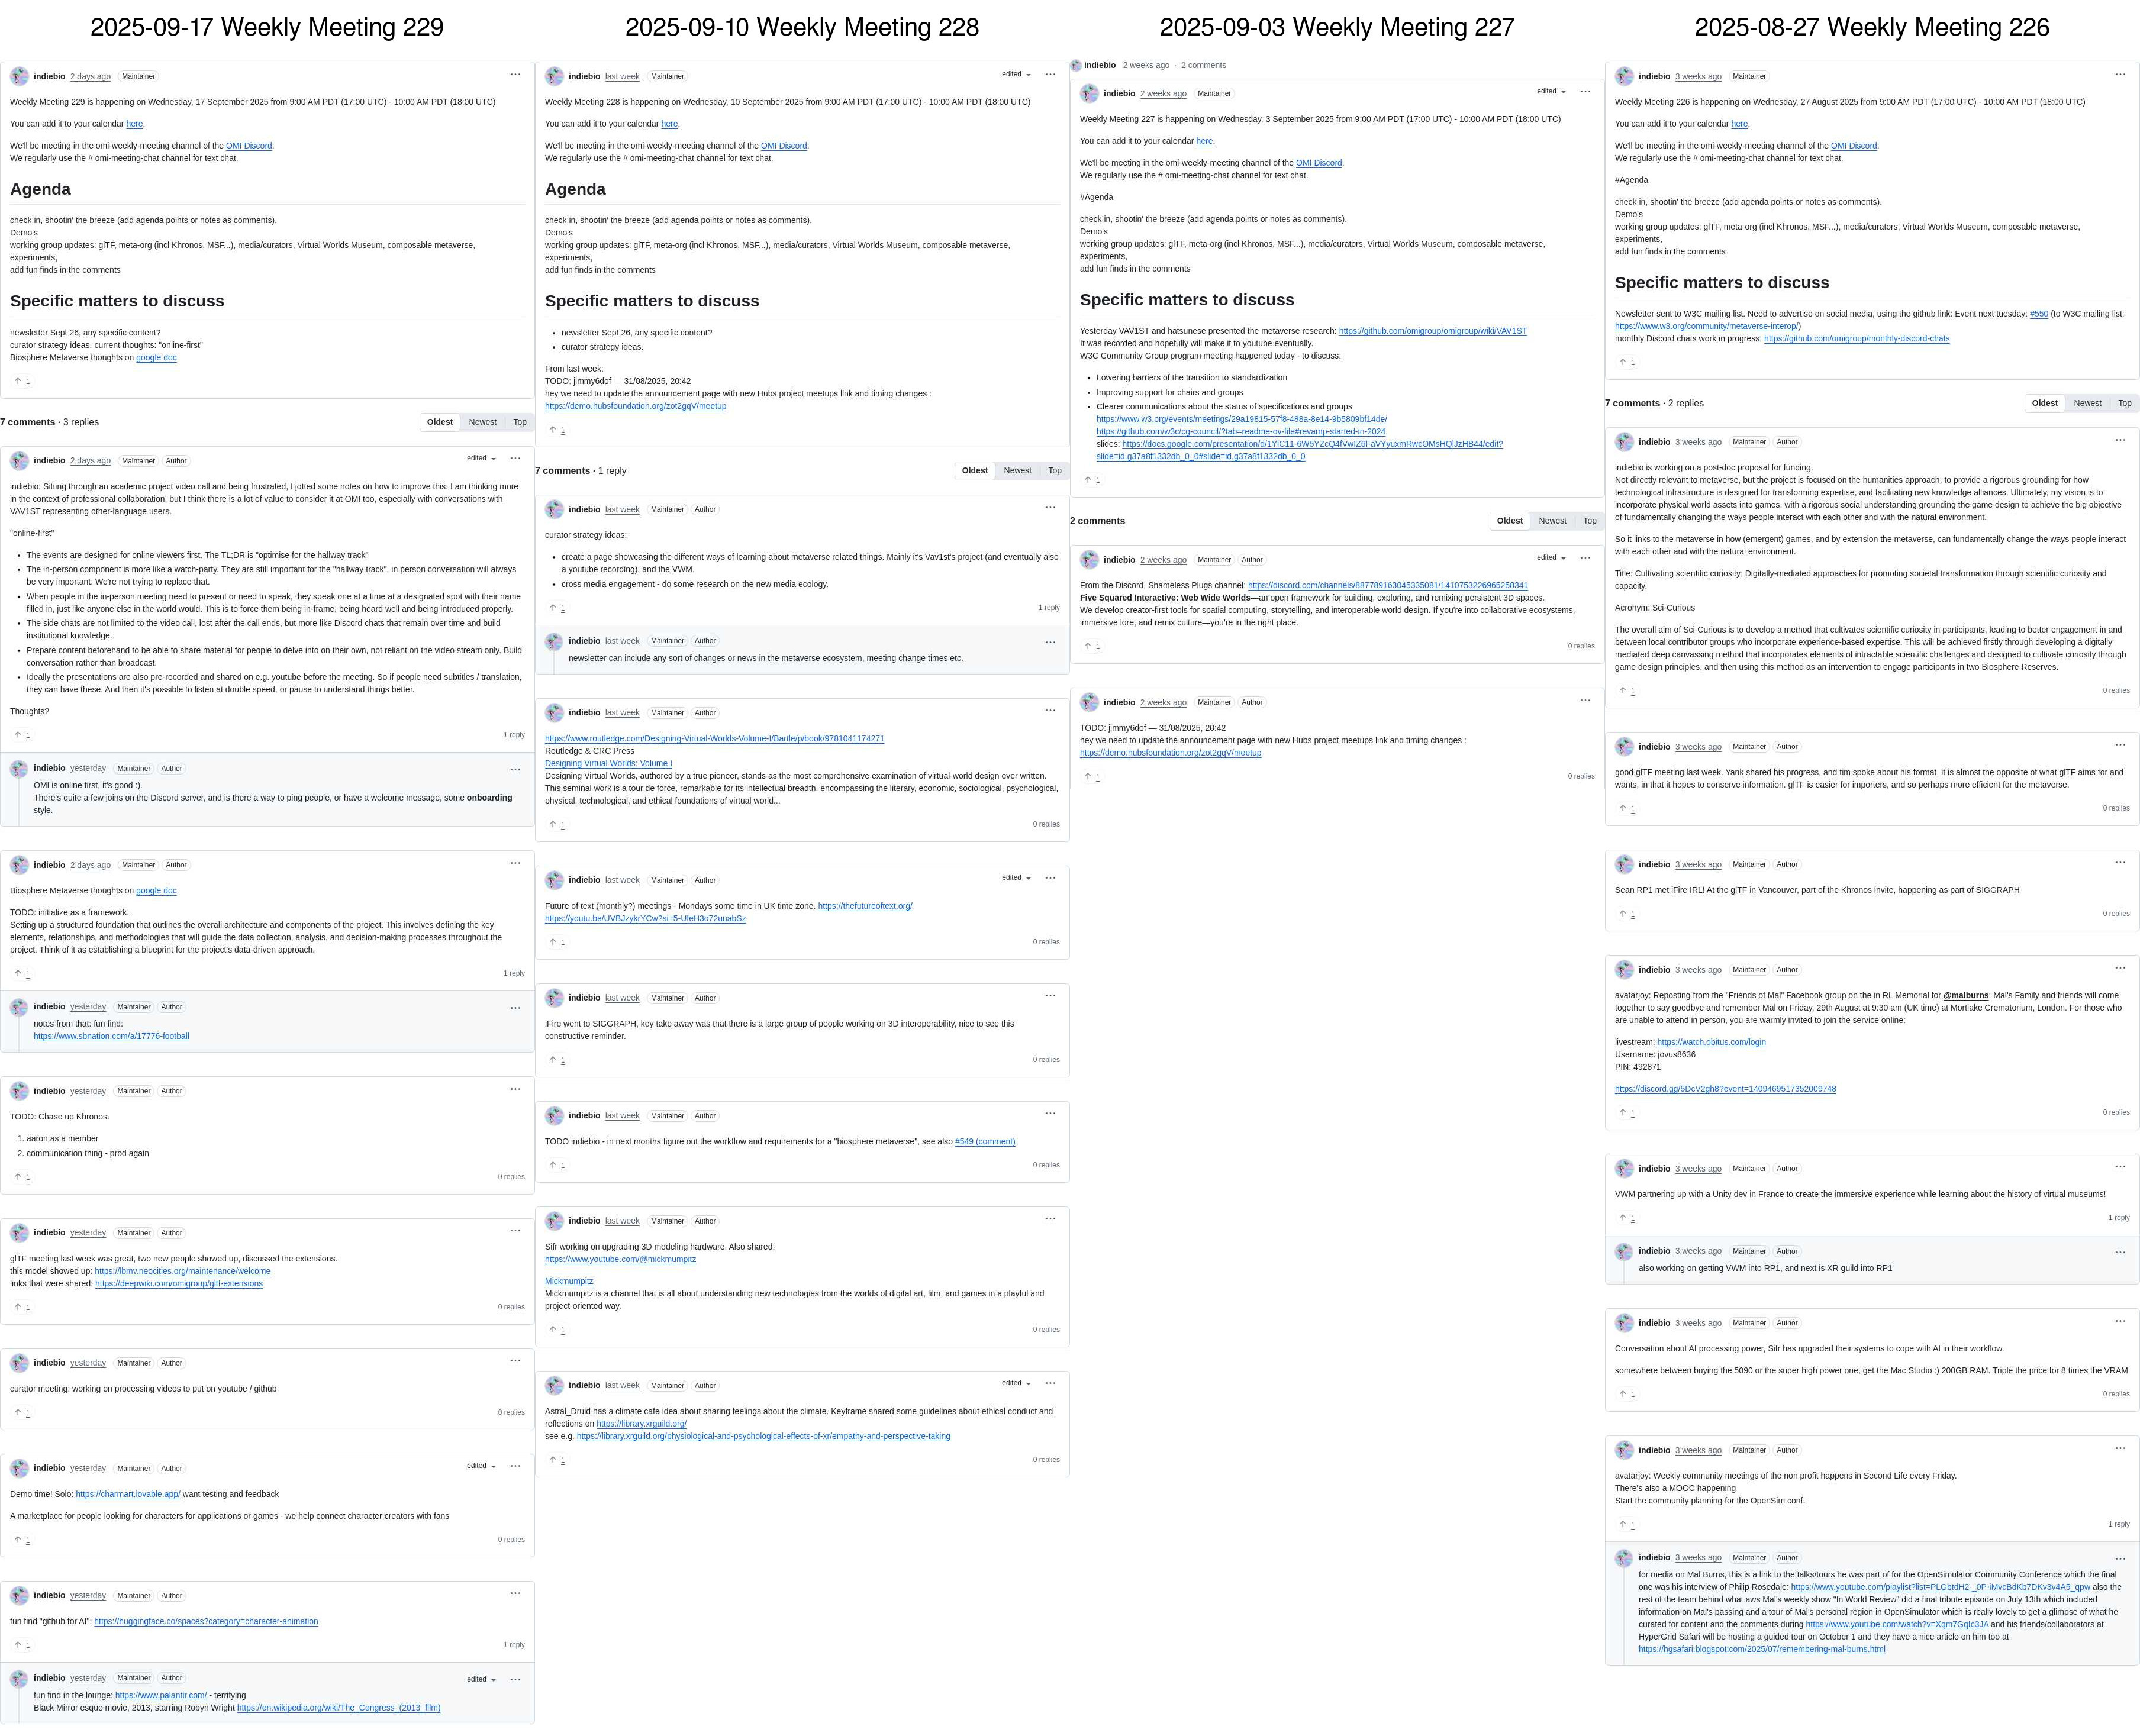 2025-09-17 Weekly Meeting 229
indiebio 2 days ago Maintainer
Weekly Meeting 229 is happening on Wednesday, 17 September 2025 from 9:00 AM PDT (17:00 UTC) - 10:00 AM PDT (18:00 UTC)
You can add it to your calendar here.
We'll be meeting in the omi-weekly-meeting channel of the OMI Discord.
We regularly use the # omi-meeting-chat channel for text chat.
Agenda
check in, shootin' the breeze (add agenda points or notes as comments).
Demo's
working group updates: glTF, meta-org (incl Khronos, MSF...), media/curators, Virtual Worlds Museum, composable metaverse,
experiments,
add fun finds in the comments
Specific matters to discuss
newsletter Sept 26, any specific content?
curator strategy ideas. current thoughts: "online-first"
Biosphere Metaverse thoughts on google doc
↑ 1
7 comments · 3 replies
Oldest Newest Top
indiebio 2 days ago Maintainer Author edited
indiebio: Sitting through an academic project video call and being frustrated, I jotted some notes on how to improve this. I am thinking more
in the context of professional collaboration, but I think there is a lot of value to consider it at OMI too, especially with conversations with
VAV1ST representing other-language users.
"online-first"
• The events are designed for online viewers first. The TL;DR is "optimise for the hallway track"
• The in-person component is more like a watch-party. They are still important for the "hallway track", in person conversation will always
be very important. We're not trying to replace that.
• When people in the in-person meeting need to present or need to speak, they speak one at a time at a designated spot with their name
filled in, just like anyone else in the world would. This is to force them being in-frame, being heard well and being introduced properly.
• The side chats are not limited to the video call, lost after the call ends, but more like Discord chats that remain over time and build
institutional knowledge.
• Prepare content beforehand to be able to share material for people to delve into on their own, not reliant on the video stream only. Build
conversation rather than broadcast.
• Ideally the presentations are also pre-recorded and shared on e.g. youtube before the meeting. So if people need subtitles / translation,
they can have these. And then it's possible to listen at double speed, or pause to understand things better.
Thoughts?
↑ 1 1 reply
indiebio yesterday Maintainer Author
OMI is online first, it's good :).
There's quite a few joins on the Discord server, and is there a way to ping people, or have a welcome message, some onboarding
style.
indiebio 2 days ago Maintainer Author
Biosphere Metaverse thoughts on google doc
TODO: initialize as a framework.
Setting up a structured foundation that outlines the overall architecture and components of the project. This involves defining the key
elements, relationships, and methodologies that will guide the data collection, analysis, and decision-making processes throughout the
project. Think of it as establishing a blueprint for the project's data-driven approach.
↑ 1 1 reply
indiebio yesterday Maintainer Author
notes from that: fun find:
https://www.sbnation.com/a/17776-football
indiebio yesterday Maintainer Author
TODO: Chase up Khronos.
1. aaron as a member
2. communication thing - prod again
↑ 1 0 replies
indiebio yesterday Maintainer Author
glTF meeting last week was great, two new people showed up, discussed the extensions.
this model showed up: https://lbmv.neocities.org/maintenance/welcome
links that were shared: https://deepwiki.com/omigroup/gltf-extensions
↑ 1 0 replies
indiebio yesterday Maintainer Author
curator meeting: working on processing videos to put on youtube / github
↑ 1 0 replies
indiebio yesterday Maintainer Author edited
Demo time! Solo: https://charmart.lovable.app/ want testing and feedback
A marketplace for people looking for characters for applications or games - we help connect character creators with fans
↑ 1 0 replies
indiebio yesterday Maintainer Author
fun find "github for AI": https://huggingface.co/spaces?category=character-animation
↑ 1 1 reply
indiebio yesterday Maintainer Author edited
fun find in the lounge: https://www.palantir.com/ - terrifying
Black Mirror esque movie, 2013, starring Robyn Wright https://en.wikipedia.org/wiki/The_Congress_(2013_film)
2025-09-10 Weekly Meeting 228
indiebio last week Maintainer edited
Weekly Meeting 228 is happening on Wednesday, 10 September 2025 from 9:00 AM PDT (17:00 UTC) - 10:00 AM PDT (18:00 UTC)
You can add it to your calendar here.
We'll be meeting in the omi-weekly-meeting channel of the OMI Discord.
We regularly use the # omi-meeting-chat channel for text chat.
Agenda
check in, shootin' the breeze (add agenda points or notes as comments).
Demo's
working group updates: glTF, meta-org (incl Khronos, MSF...), media/curators, Virtual Worlds Museum, composable metaverse,
experiments,
add fun finds in the comments
Specific matters to discuss
• newsletter Sept 26, any specific content?
• curator strategy ideas.
From last week:
TODO: jimmy6dof — 31/08/2025, 20:42
hey we need to update the announcement page with new Hubs project meetups link and timing changes :
https://demo.hubsfoundation.org/zot2gqV/meetup
↑ 1
7 comments · 1 reply
Oldest Newest Top
indiebio last week Maintainer Author
curator strategy ideas:
• create a page showcasing the different ways of learning about metaverse related things. Mainly it's Vav1st's project (and eventually also
a youtube recording), and the VWM.
• cross media engagement - do some research on the new media ecology.
↑ 1 1 reply
indiebio last week Maintainer Author
newsletter can include any sort of changes or news in the metaverse ecosystem, meeting change times etc.
indiebio last week Maintainer Author
https://www.routledge.com/Designing-Virtual-Worlds-Volume-I/Bartle/p/book/9781041174271
Routledge & CRC Press
Designing Virtual Worlds: Volume I
Designing Virtual Worlds, authored by a true pioneer, stands as the most comprehensive examination of virtual-world design ever written.
This seminal work is a tour de force, remarkable for its intellectual breadth, encompassing the literary, economic, sociological, psychological,
physical, technological, and ethical foundations of virtual world...
↑ 1 0 replies
indiebio last week Maintainer Author edited
Future of text (monthly?) meetings - Mondays some time in UK time zone. https://thefutureoftext.org/
https://youtu.be/UVBJzykrYCw?si=5-UfeH3o72uuabSz
↑ 1 0 replies
indiebio last week Maintainer Author
iFire went to SIGGRAPH, key take away was that there is a large group of people working on 3D interoperability, nice to see this
constructive reminder.
↑ 1 0 replies
indiebio last week Maintainer Author
TODO indiebio - in next months figure out the workflow and requirements for a "biosphere metaverse", see also #549 (comment)
↑ 1 0 replies
indiebio last week Maintainer Author
Sifr working on upgrading 3D modeling hardware. Also shared:
https://www.youtube.com/@mickmumpitz
Mickmumpitz
Mickmumpitz is a channel that is all about understanding new technologies from the worlds of digital art, film, and games in a playful and
project-oriented way.
↑ 1 0 replies
indiebio last week Maintainer Author edited
Astral_Druid has a climate cafe idea about sharing feelings about the climate. Keyframe shared some guidelines about ethical conduct and
reflections on https://library.xrguild.org/
see e.g. https://library.xrguild.org/physiological-and-psychological-effects-of-xr/empathy-and-perspective-taking
↑ 1 0 replies
2025-09-03 Weekly Meeting 227
indiebio 2 weeks ago · 2 comments
indiebio 2 weeks ago Maintainer edited
Weekly Meeting 227 is happening on Wednesday, 3 September 2025 from 9:00 AM PDT (17:00 UTC) - 10:00 AM PDT (18:00 UTC)
You can add it to your calendar here.
We'll be meeting in the omi-weekly-meeting channel of the OMI Discord.
We regularly use the # omi-meeting-chat channel for text chat.
#Agenda
check in, shootin' the breeze (add agenda points or notes as comments).
Demo's
working group updates: glTF, meta-org (incl Khronos, MSF...), media/curators, Virtual Worlds Museum, composable metaverse,
experiments,
add fun finds in the comments
Specific matters to discuss
Yesterday VAV1ST and hatsunese presented the metaverse research: https://github.com/omigroup/omigroup/wiki/VAV1ST
It was recorded and hopefully will make it to youtube eventually.
W3C Community Group program meeting happened today - to discuss:
• Lowering barriers of the transition to standardization
• Improving support for chairs and groups
• Clearer communications about the status of specifications and groups
https://www.w3.org/events/meetings/29a19815-57f8-488a-8e14-9b5809bf14de/
https://github.com/w3c/cg-council/?tab=readme-ov-file#revamp-started-in-2024
slides: https://docs.google.com/presentation/d/1YlC11-6W5YZcQ4fVwIZ6FaVYyuxmRwcOMsHQlJzHB44/edit?
slide=id.g37a8f1332db_0_0#slide=id.g37a8f1332db_0_0
↑ 1
2 comments
Oldest Newest Top
indiebio 2 weeks ago Maintainer Author edited
From the Discord, Shameless Plugs channel: https://discord.com/channels/887789163045335081/1410753226965258341
Five Squared Interactive: Web Wide Worlds—an open framework for building, exploring, and remixing persistent 3D spaces.
We develop creator-first tools for spatial computing, storytelling, and interoperable world design. If you're into collaborative ecosystems,
immersive lore, and remix culture—you're in the right place.
↑ 1 0 replies
indiebio 2 weeks ago Maintainer Author
TODO: jimmy6dof — 31/08/2025, 20:42
hey we need to update the announcement page with new Hubs project meetups link and timing changes :
https://demo.hubsfoundation.org/zot2gqV/meetup
↑ 1 0 replies
2025-08-27 Weekly Meeting 226
indiebio 3 weeks ago Maintainer
Weekly Meeting 226 is happening on Wednesday, 27 August 2025 from 9:00 AM PDT (17:00 UTC) - 10:00 AM PDT (18:00 UTC)
You can add it to your calendar here.
We'll be meeting in the omi-weekly-meeting channel of the OMI Discord.
We regularly use the # omi-meeting-chat channel for text chat.
#Agenda
check in, shootin' the breeze (add agenda points or notes as comments).
Demo's
working group updates: glTF, meta-org (incl Khronos, MSF...), media/curators, Virtual Worlds Museum, composable metaverse,
experiments,
add fun finds in the comments
Specific matters to discuss
Newsletter sent to W3C mailing list. Need to advertise on social media, using the github link: Event next tuesday: #550 (to W3C mailing list:
https://www.w3.org/community/metaverse-interop/)
monthly Discord chats work in progress: https://github.com/omigroup/monthly-discord-chats
↑ 1
7 comments · 2 replies
Oldest Newest Top
indiebio 3 weeks ago Maintainer Author
indiebio is working on a post-doc proposal for funding.
Not directly relevant to metaverse, but the project is focused on the humanities approach, to provide a rigorous grounding for how
technological infrastructure is designed for transforming expertise, and facilitating new knowledge alliances. Ultimately, my vision is to
incorporate physical world assets into games, with a rigorous social understanding grounding the game design to achieve the big objective
of fundamentally changing the ways people interact with each other and with the natural environment.
So it links to the metaverse in how (emergent) games, and by extension the metaverse, can fundamentally change the ways people interact
with each other and with the natural environment.
Title: Cultivating scientific curiosity: Digitally-mediated approaches for promoting societal transformation through scientific curiosity and
capacity.
Acronym: Sci-Curious
The overall aim of Sci-Curious is to develop a method that cultivates scientific curiosity in participants, leading to better engagement in and
between local contributor groups who incorporate experience-based expertise. This will be achieved firstly through developing a digitally
mediated deep canvassing method that incorporates elements of intractable scientific challenges and designed to cultivate curiosity through
game design principles, and then using this method as an intervention to engage participants in two Biosphere Reserves.
↑ 1 0 replies
indiebio 3 weeks ago Maintainer Author
good glTF meeting last week. Yank shared his progress, and tim spoke about his format. it is almost the opposite of what glTF aims for and
wants, in that it hopes to conserve information. glTF is easier for importers, and so perhaps more efficient for the metaverse.
↑ 1 0 replies
indiebio 3 weeks ago Maintainer Author
Sean RP1 met iFire IRL! At the glTF in Vancouver, part of the Khronos invite, happening as part of SIGGRAPH
↑ 1 0 replies
indiebio 3 weeks ago Maintainer Author
avatarjoy: Reposting from the "Friends of Mal" Facebook group on the in RL Memorial for @malburns: Mal's Family and friends will come
together to say goodbye and remember Mal on Friday, 29th August at 9:30 am (UK time) at Mortlake Crematorium, London. For those who
are unable to attend in person, you are warmly invited to join the service online:
livestream: https://watch.obitus.com/login
Username: jovus8636
PIN: 492871
https://discord.gg/5DcV2gh8?event=1409469517352009748
↑ 1 0 replies
indiebio 3 weeks ago Maintainer Author
VWM partnering up with a Unity dev in France to create the immersive experience while learning about the history of virtual museums!
↑ 1 1 reply
indiebio 3 weeks ago Maintainer Author
also working on getting VWM into RP1, and next is XR guild into RP1
indiebio 3 weeks ago Maintainer Author
Conversation about AI processing power, Sifr has upgraded their systems to cope with AI in their workflow.
somewhere between buying the 5090 or the super high power one, get the Mac Studio :) 200GB RAM. Triple the price for 8 times the VRAM
↑ 1 0 replies
indiebio 3 weeks ago Maintainer Author
avatarjoy: Weekly community meetings of the non profit happens in Second Life every Friday.
There's also a MOOC happening
Start the community planning for the OpenSim conf.
↑ 1 1 reply
indiebio 3 weeks ago Maintainer Author
for media on Mal Burns, this is a link to the talks/tours he was part of for the OpenSimulator Community Conference which the final
one was his interview of Philip Rosedale: https://www.youtube.com/playlist?list=PLGbtdH2-_0P-iMvcBdKb7DKv3v4A5_qpw also the
rest of the team behind what aws Mal's weekly show "In World Review" did a final tribute episode on July 13th which included
information on Mal's passing and a tour of Mal's personal region in OpenSimulator which is really lovely to get a glimpse of what he
curated for content and the comments during https://www.youtube.com/watch?v=Xqm7GqIc3JA and his friends/collaborators at
HyperGrid Safari will be hosting a guided tour on October 1 and they have a nice article on him too at
https://hgsafari.blogspot.com/2025/07/remembering-mal-burns.html